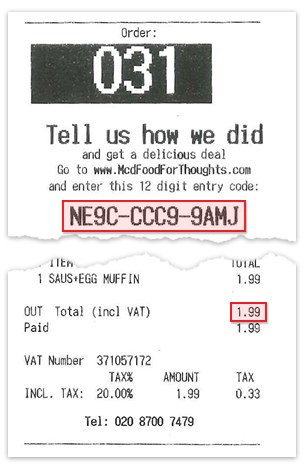 Order:
031
Tell us how we did
and get a delicious deal
Go to www.McdFoodForThoughts.com
and enter this 12 digit entry code:
NE9C-CCC9-9AMJ
ITEM TOTAL
1 SAUS+EGG MUFFIN 1.99
OUT Total (incl VAT) 1.99
Paid 1.99
VAT Number 371057172
TAX% AMOUNT TAX
INCL. TAX: 20.00% 1.99 0.33
Tel: 020 8700 7479